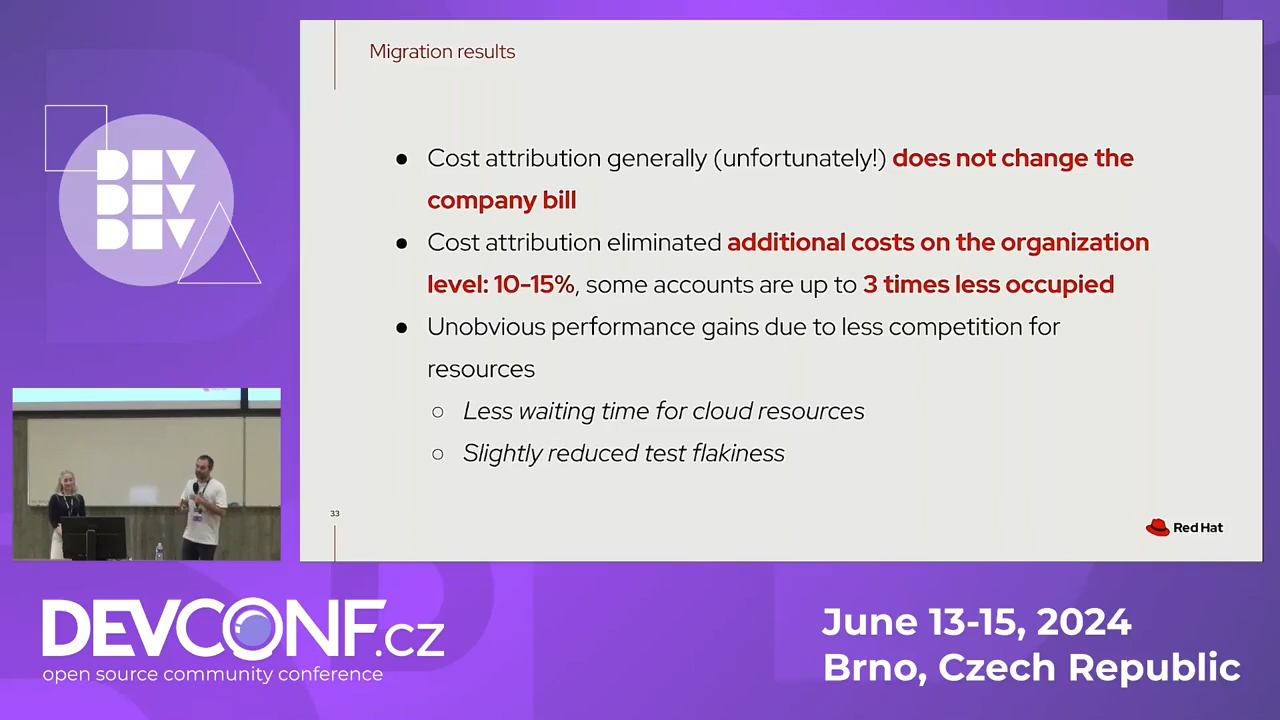 Migration results
● Cost attribution generally (unfortunately!) does not change the
company bill
● Cost attribution eliminated additional costs on the organization
level: 10-15%, some accounts are up to 3 times less occupied
● Unobvious performance gains due to less competition for
resources
○ Less waiting time for cloud resources
○ Slightly reduced test flakiness
33
Red Hat
DEV
DEV
DEV
DEVCONF.cz
open source community conference
June 13-15, 2024
Brno, Czech Republic